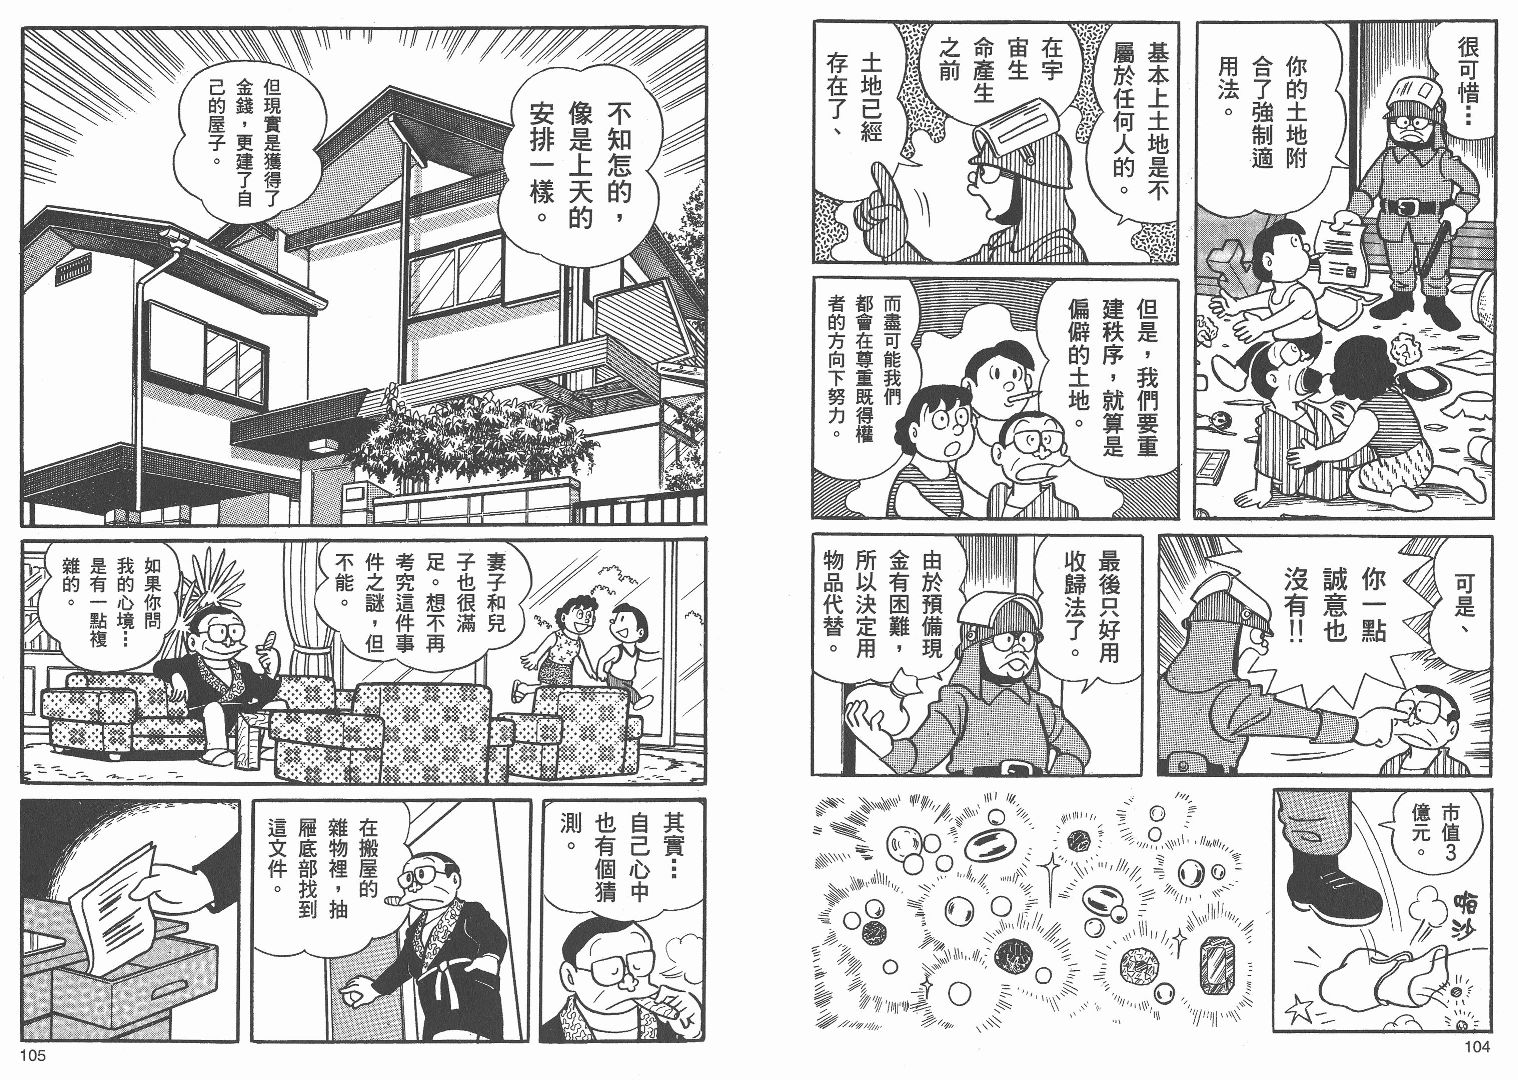 很可惜…
你的土地附
合了強制適
用法。
基本上土地是不
屬於任何人的。
在宇
宙生
命產生
之前
土地已經
存在了、
但是，我們要重
建秩序，就算是
偏僻的土地。
而盡可能我們
都會在尊重既得權
者的方向下努力。
可是、
你一點
誠意也
沒有!!
最後只好用
收歸法了。
由於預備現
金有困難，
所以決定用
物品代替。
市值3
億元。
啪沙
104
不知怎的，
像是上天的
安排一樣。
但現實是獲得了
金錢，更建了自
己的屋子。
妻子和兒
子也很滿
足。想不再
考究這件事
件之謎，但
不能。
如果你問
我的心境…
是有一點複
雜的。
其實…
自己心中
也有個猜
測。
在搬屋的
雜物裡，抽
屜底部找到
這文件。
105